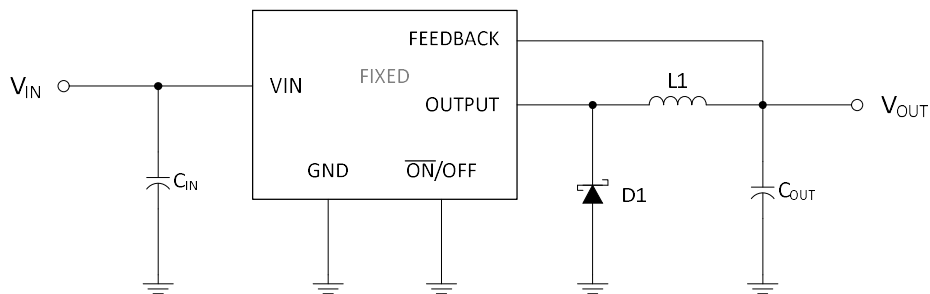 FEEDBACK
FIXED
L1
V_IN
VIN
OUTPUT
V_OUT
GND
ON/OFF
C_IN
D1
C_OUT